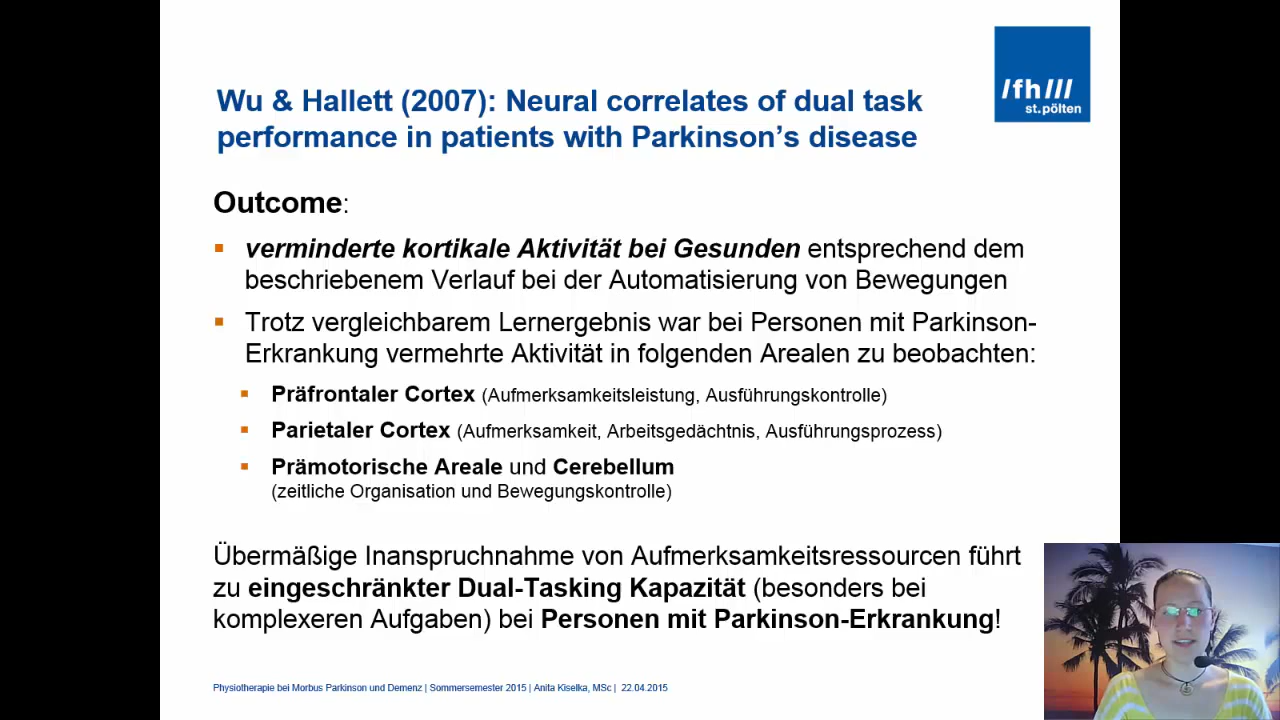 /fh///
st.pölten
Wu & Hallett (2007): Neural correlates of dual task
performance in patients with Parkinson’s disease
Outcome:
verminderte kortikale Aktivität bei Gesunden entsprechend dem
beschriebenem Verlauf bei der Automatisierung von Bewegungen
Trotz vergleichbarem Lernergebnis war bei Personen mit Parkinson-
Erkrankung vermehrte Aktivität in folgenden Arealen zu beobachten:
Präfrontaler Cortex (Aufmerksamkeitsleistung, Ausführungskontrolle)
Parietaler Cortex (Aufmerksamkeit, Arbeitsgedächtnis, Ausführungsprozess)
Prämotorische Areale und Cerebellum
(zeitliche Organisation und Bewegungskontrolle)
Übermäßige Inanspruchnahme von Aufmerksamkeitsressourcen führt
zu eingeschränkter Dual-Tasking Kapazität (besonders bei
komplexeren Aufgaben) bei Personen mit Parkinson-Erkrankung!
Physiotherapie bei Morbus Parkinson und Demenz | Sommersemester 2015 | Anita Kiselka, MSc | 22.04.2015